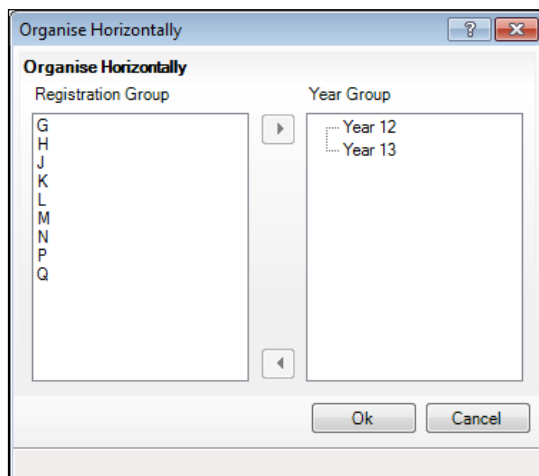 Organise Horizontally
?
Organise Horizontally
Registration Group
Year Group
G
H
J
K
L
M
N
P
Q
Year 12
Year 13
Ok
Cancel